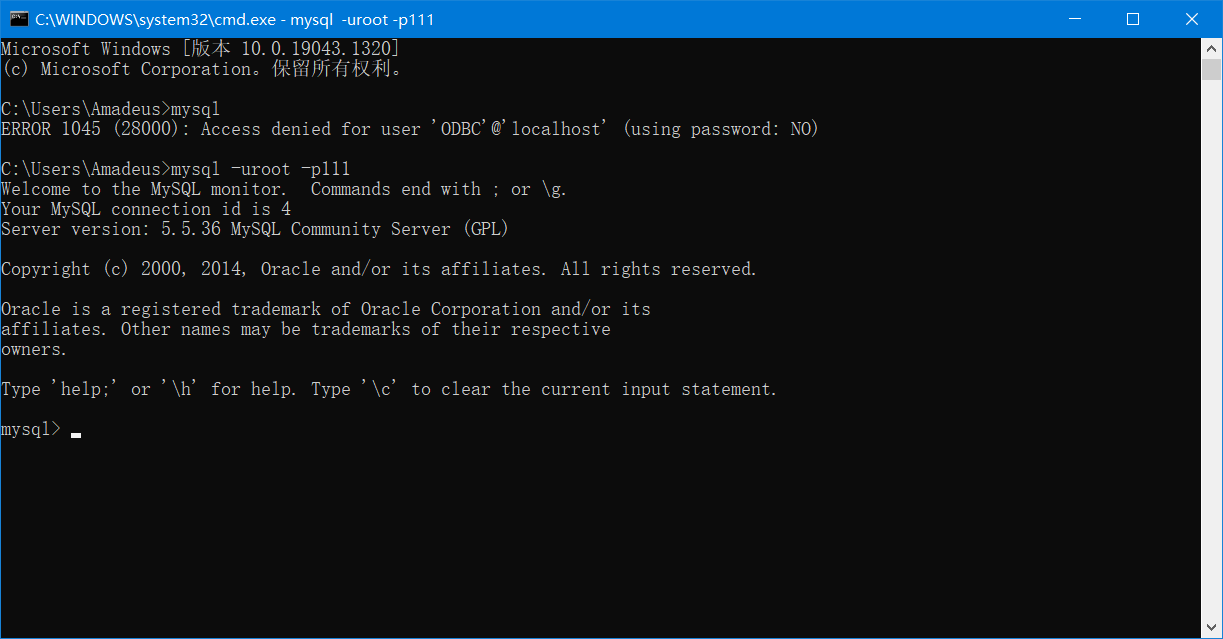 C:\WINDOWS\system32\cmd.exe - mysql  -uroot -p111
Microsoft Windows [版本 10.0.19043.1320]
(c) Microsoft Corporation。保留所有权利。
C:\Users\Amadeus>mysql
ERROR 1045 (28000): Access denied for user 'ODBC'@'localhost' (using password: NO)
C:\Users\Amadeus>mysql -uroot -p111
Welcome to the MySQL monitor.  Commands end with ; or \g.
Your MySQL connection id is 4
Server version: 5.5.36 MySQL Community Server (GPL)
Copyright (c) 2000, 2014, Oracle and/or its affiliates. All rights reserved.
Oracle is a registered trademark of Oracle Corporation and/or its
affiliates. Other names may be trademarks of their respective
owners.
Type 'help;' or '\h' for help. Type '\c' to clear the current input statement.
mysql>